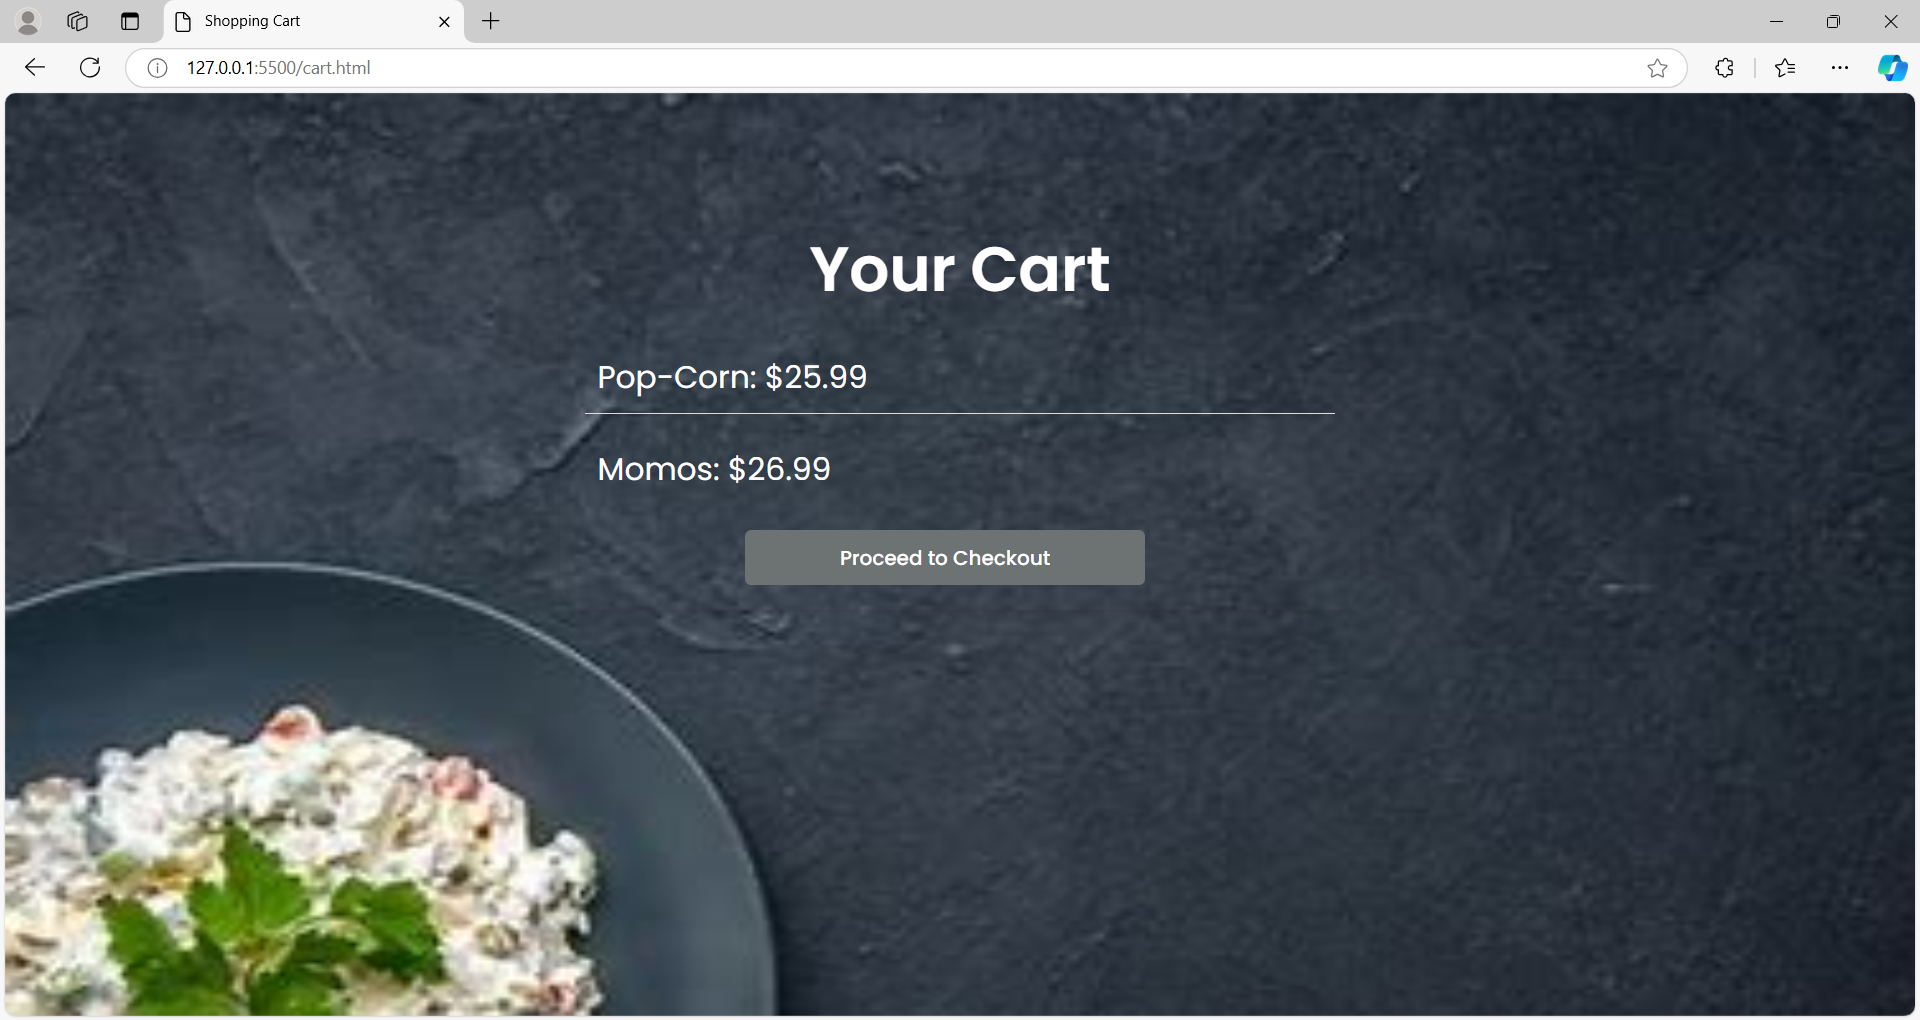 Shopping Cart
127.0.0.1:5500/cart.html
Your Cart
Pop-Corn: $25.99
Momos: $26.99
Proceed to Checkout